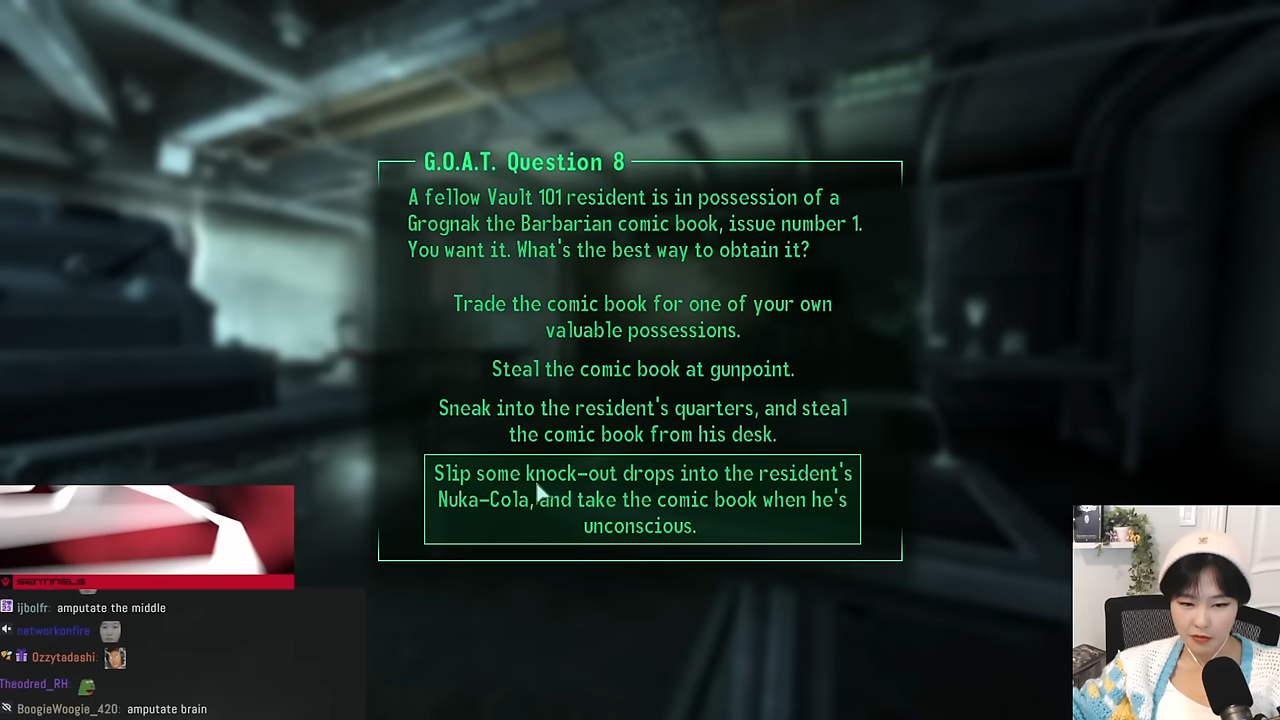 G.O.A.T. Question 8
A fellow Vault 101 resident is in possession of a
Grognak the Barbarian comic book, issue number 1.
You want it. What's the best way to obtain it?
Trade the comic book for one of your own
valuable possessions.
Steal the comic book at gunpoint.
Sneak into the resident's quarters, and steal
the comic book from his desk.
Slip some knock-out drops into the resident's
Nuka-Cola, and take the comic book when he's
unconscious.
SENTINELS
ijbolfr: amputate the middle
networkonfire
Ozzytadashi:
Theodred_RH:
BoogieWoogie_420: amputate brain